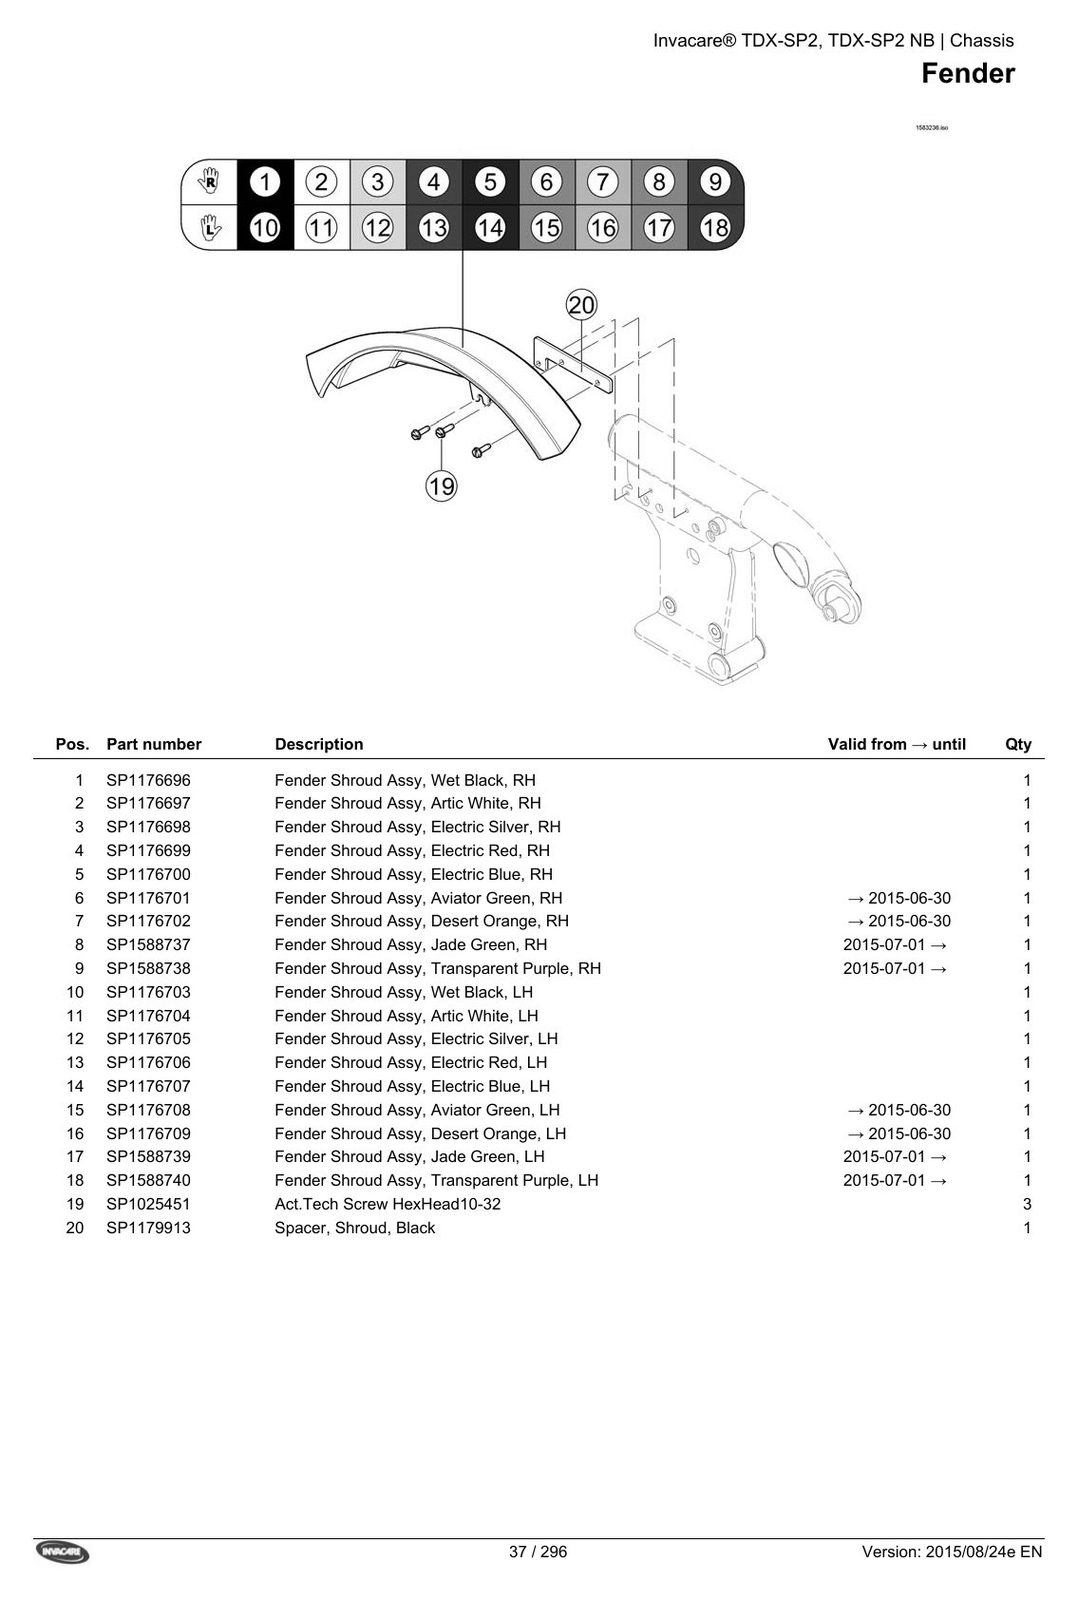 Invacare® TDX-SP2, TDX-SP2 NB | Chassis
Fender
1583236.iso
R 1 2 3 4 5 6 7 8 9
L 10 11 12 13 14 15 16 17 18
20
19
Pos. Part number Description Valid from → until Qty
1 SP1176696 Fender Shroud Assy, Wet Black, RH 1
2 SP1176697 Fender Shroud Assy, Artic White, RH 1
3 SP1176698 Fender Shroud Assy, Electric Silver, RH 1
4 SP1176699 Fender Shroud Assy, Electric Red, RH 1
5 SP1176700 Fender Shroud Assy, Electric Blue, RH 1
6 SP1176701 Fender Shroud Assy, Aviator Green, RH → 2015-06-30 1
7 SP1176702 Fender Shroud Assy, Desert Orange, RH → 2015-06-30 1
8 SP1588737 Fender Shroud Assy, Jade Green, RH 2015-07-01 → 1
9 SP1588738 Fender Shroud Assy, Transparent Purple, RH 2015-07-01 → 1
10 SP1176703 Fender Shroud Assy, Wet Black, LH 1
11 SP1176704 Fender Shroud Assy, Artic White, LH 1
12 SP1176705 Fender Shroud Assy, Electric Silver, LH 1
13 SP1176706 Fender Shroud Assy, Electric Red, LH 1
14 SP1176707 Fender Shroud Assy, Electric Blue, LH 1
15 SP1176708 Fender Shroud Assy, Aviator Green, LH → 2015-06-30 1
16 SP1176709 Fender Shroud Assy, Desert Orange, LH → 2015-06-30 1
17 SP1588739 Fender Shroud Assy, Jade Green, LH 2015-07-01 → 1
18 SP1588740 Fender Shroud Assy, Transparent Purple, LH 2015-07-01 → 1
19 SP1025451 Act.Tech Screw HexHead10-32 3
20 SP1179913 Spacer, Shroud, Black 1
INVACARE 37 / 296 Version: 2015/08/24e EN